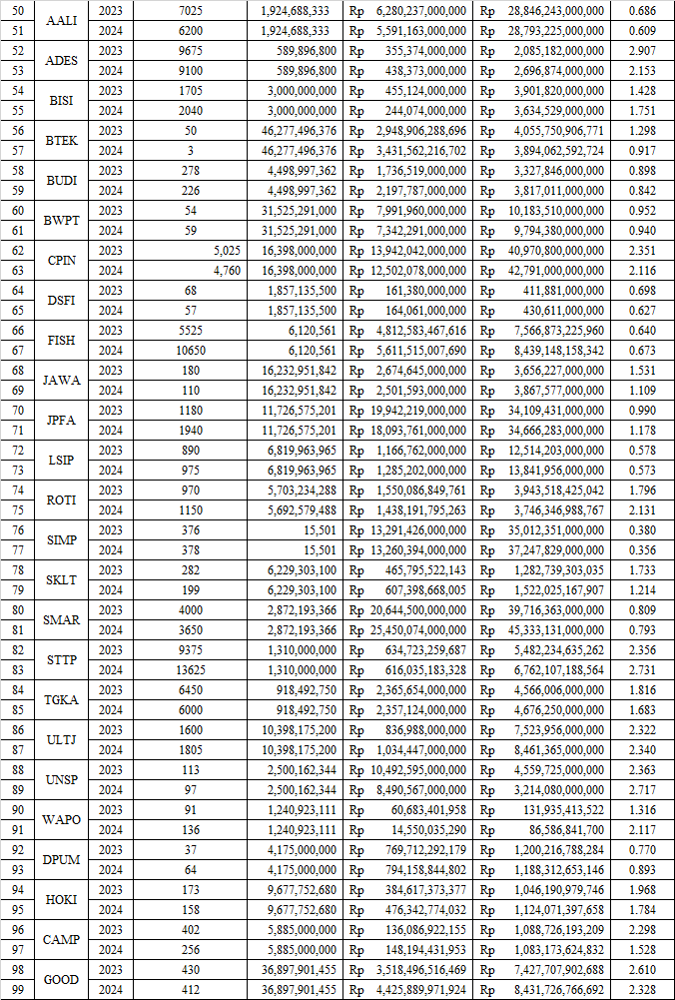 50 AALI 2023 7025 1,924,688,333 Rp 6,280,237,000,000 Rp 28,846,243,000,000 0.686
51 2024 6200 1,924,688,333 Rp 5,591,163,000,000 Rp 28,793,225,000,000 0.609
52 ADES 2023 9675 589,896,800 Rp 355,374,000,000 Rp 2,085,182,000,000 2.907
53 2024 9100 589,896,800 Rp 438,373,000,000 Rp 2,696,874,000,000 2.153
54 BISI 2023 1705 3,000,000,000 Rp 455,124,000,000 Rp 3,901,820,000,000 1.428
55 2024 2040 3,000,000,000 Rp 244,074,000,000 Rp 3,634,529,000,000 1.751
56 BTEK 2023 50 46,277,496,376 Rp 2,948,906,288,696 Rp 4,055,750,906,771 1.298
57 2024 3 46,277,496,376 Rp 3,431,562,216,702 Rp 3,894,062,592,724 0.917
58 BUDI 2023 278 4,498,997,362 Rp 1,736,519,000,000 Rp 3,327,846,000,000 0.898
59 2024 226 4,498,997,362 Rp 2,197,787,000,000 Rp 3,817,011,000,000 0.842
60 BWPT 2023 54 31,525,291,000 Rp 7,991,960,000,000 Rp 10,183,510,000,000 0.952
61 2024 59 31,525,291,000 Rp 7,342,291,000,000 Rp 9,794,380,000,000 0.940
62 CPIN 2023 5,025 16,398,000,000 Rp 13,942,042,000,000 Rp 40,970,800,000,000 2.351
63 2024 4,760 16,398,000,000 Rp 12,502,078,000,000 Rp 42,791,000,000,000 2.116
64 DSFI 2023 68 1,857,135,500 Rp 161,380,000,000 Rp 411,881,000,000 0.698
65 2024 57 1,857,135,500 Rp 164,061,000,000 Rp 430,611,000,000 0.627
66 FISH 2023 5525 6,120,561 Rp 4,812,583,467,616 Rp 7,566,873,225,960 0.640
67 2024 10650 6,120,561 Rp 5,611,515,007,690 Rp 8,439,148,158,342 0.673
68 JAWA 2023 180 16,232,951,842 Rp 2,674,645,000,000 Rp 3,656,227,000,000 1.531
69 2024 110 16,232,951,842 Rp 2,501,593,000,000 Rp 3,867,577,000,000 1.109
70 JPFA 2023 1180 11,726,575,201 Rp 19,942,219,000,000 Rp 34,109,431,000,000 0.990
71 2024 1940 11,726,575,201 Rp 18,093,761,000,000 Rp 34,666,283,000,000 1.178
72 LSIP 2023 890 6,819,963,965 Rp 1,166,762,000,000 Rp 12,514,203,000,000 0.578
73 2024 975 6,819,963,965 Rp 1,285,202,000,000 Rp 13,841,956,000,000 0.573
74 ROTI 2023 970 5,703,234,288 Rp 1,550,086,849,761 Rp 3,943,518,425,042 1.796
75 2024 1150 5,692,579,488 Rp 1,438,191,795,263 Rp 3,746,346,988,767 2.131
76 SIMP 2023 376 15,501 Rp 13,291,426,000,000 Rp 35,012,351,000,000 0.380
77 2024 378 15,501 Rp 13,260,394,000,000 Rp 37,247,829,000,000 0.356
78 SKLT 2023 282 6,229,303,100 Rp 465,795,522,143 Rp 1,282,739,303,035 1.733
79 2024 199 6,229,303,100 Rp 607,398,668,005 Rp 1,522,025,167,907 1.214
80 SMAR 2023 4000 2,872,193,366 Rp 20,644,500,000,000 Rp 39,716,363,000,000 0.809
81 2024 3650 2,872,193,366 Rp 25,450,074,000,000 Rp 45,333,131,000,000 0.793
82 STTP 2023 9375 1,310,000,000 Rp 634,723,259,687 Rp 5,482,234,635,262 2.356
83 2024 13625 1,310,000,000 Rp 616,035,183,328 Rp 6,762,107,188,564 2.731
84 TGKA 2023 6450 918,492,750 Rp 2,365,654,000,000 Rp 4,566,006,000,000 1.816
85 2024 6000 918,492,750 Rp 2,357,124,000,000 Rp 4,676,250,000,000 1.683
86 ULTJ 2023 1600 10,398,175,200 Rp 836,988,000,000 Rp 7,523,956,000,000 2.322
87 2024 1805 10,398,175,200 Rp 1,034,447,000,000 Rp 8,461,365,000,000 2.340
88 UNSP 2023 113 2,500,162,344 Rp 10,492,595,000,000 Rp 4,559,725,000,000 2.363
89 2024 97 2,500,162,344 Rp 8,490,567,000,000 Rp 3,214,080,000,000 2.717
90 WAPO 2023 91 1,240,923,111 Rp 60,683,401,958 Rp 131,935,413,522 1.316
91 2024 136 1,240,923,111 Rp 14,550,035,290 Rp 86,586,841,700 2.117
92 DPUM 2023 37 4,175,000,000 Rp 769,712,292,179 Rp 1,200,216,788,284 0.770
93 2024 64 4,175,000,000 Rp 794,158,844,802 Rp 1,188,312,653,146 0.893
94 HOKI 2023 173 9,677,752,680 Rp 384,617,373,377 Rp 1,046,190,979,746 1.968
95 2024 158 9,677,752,680 Rp 476,342,774,032 Rp 1,124,071,397,658 1.784
96 CAMP 2023 402 5,885,000,000 Rp 136,086,922,155 Rp 1,088,726,193,209 2.298
97 2024 256 5,885,000,000 Rp 148,194,431,953 Rp 1,083,173,624,832 1.528
98 GOOD 2023 430 36,897,901,455 Rp 3,518,496,516,469 Rp 7,427,707,902,688 2.610
99 2024 412 36,897,901,455 Rp 4,425,889,971,924 Rp 8,431,726,766,692 2.328